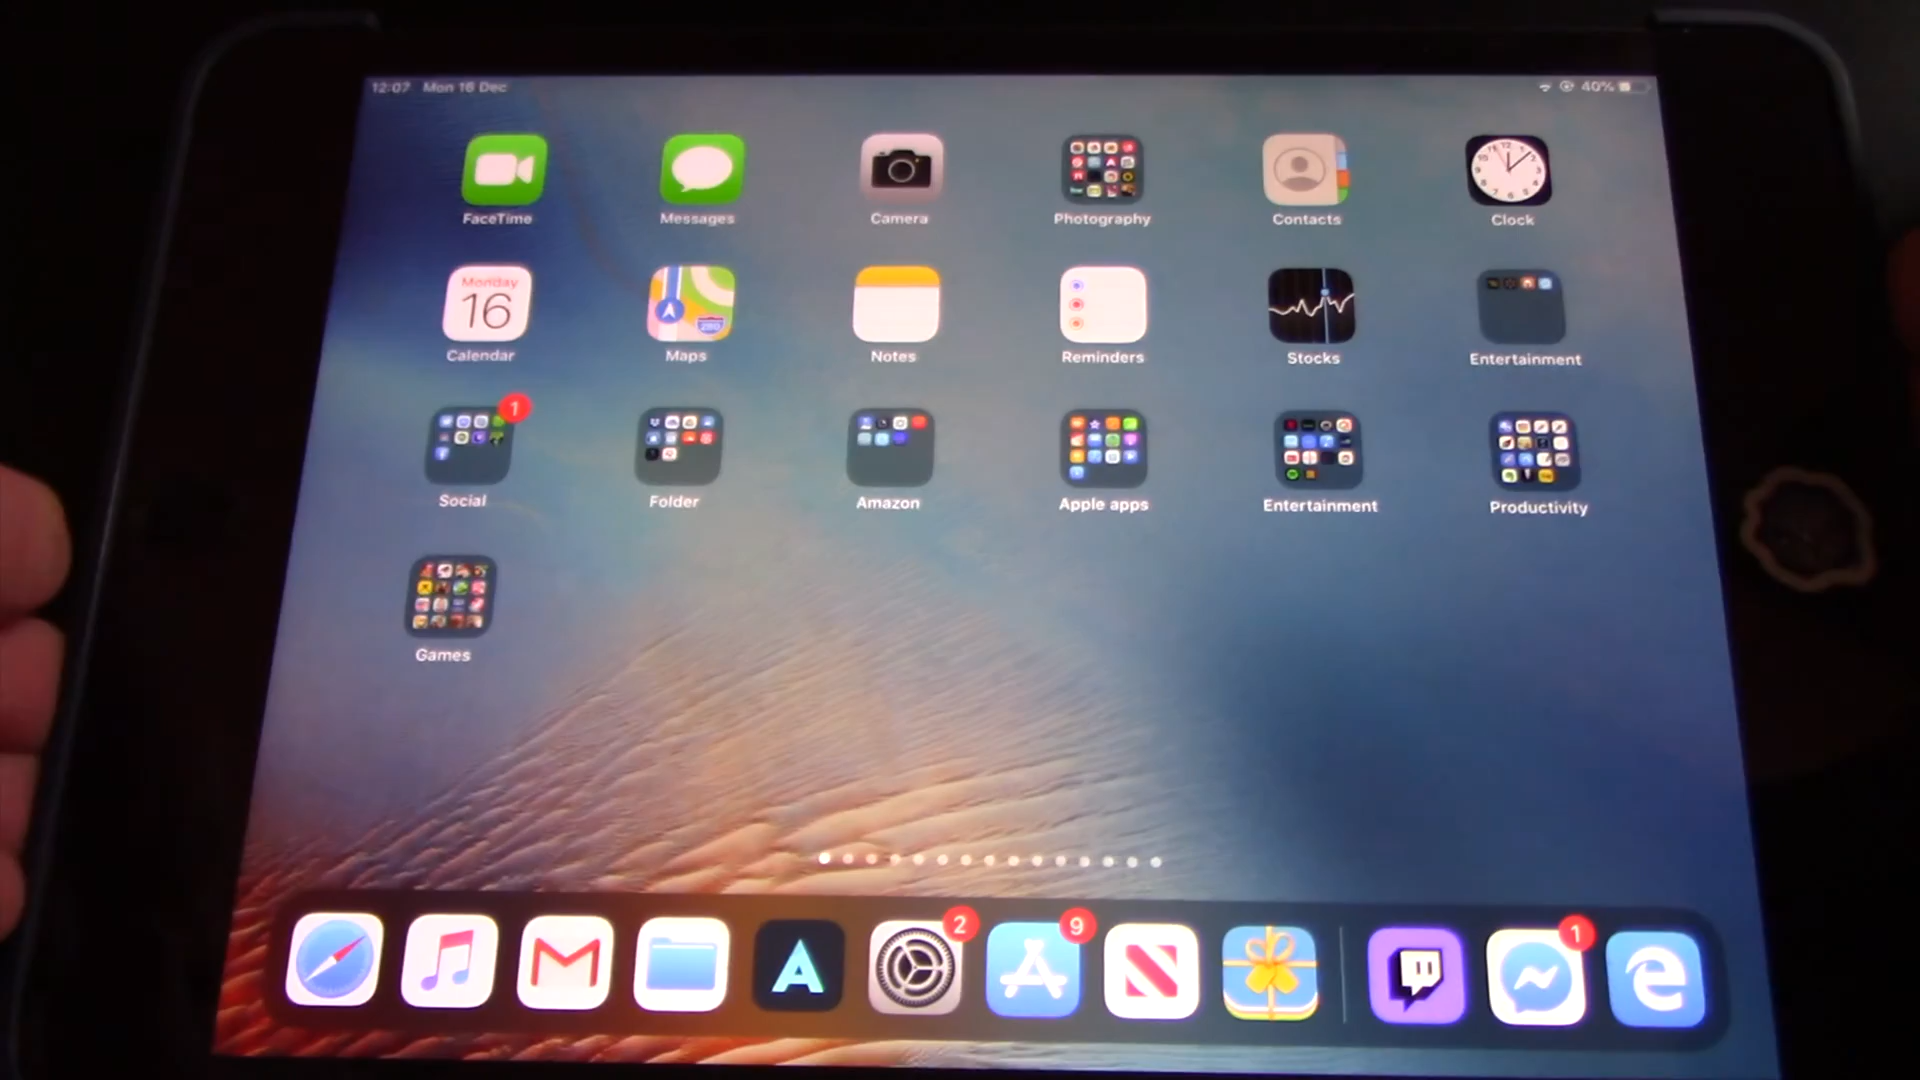 12:07 Mon 16 Dec
40%
FaceTime Messages Camera Photography Contacts Clock
Monday
16
280
Calendar Maps Notes Reminders Stocks Entertainment
1
Social Folder Amazon Apple apps Entertainment Productivity
Games
2 9 1